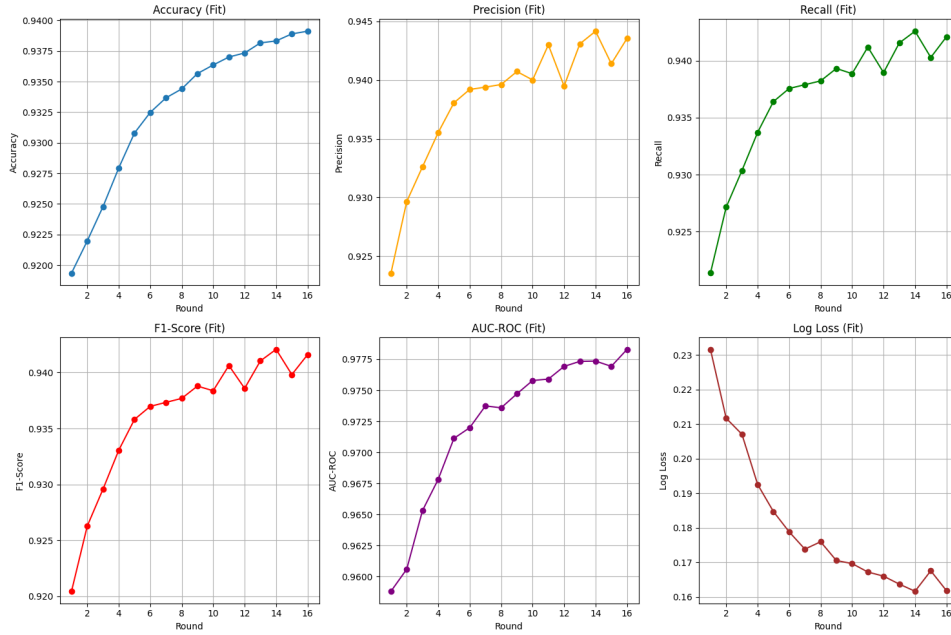 Accuracy (Fit)
Accuracy
0.9400
0.9375
0.9350
0.9325
0.9300
0.9275
0.9250
0.9225
0.9200
2 4 6 8 10 12 14 16
Round
Precision (Fit)
Precision
0.945
0.940
0.935
0.930
0.925
2 4 6 8 10 12 14 16
Round
Recall (Fit)
Recall
0.940
0.935
0.930
0.925
2 4 6 8 10 12 14 16
Round
F1-Score (Fit)
F1-Score
0.940
0.935
0.930
0.925
0.920
2 4 6 8 10 12 14 16
Round
AUC-ROC (Fit)
AUC-ROC
0.9775
0.9750
0.9725
0.9700
0.9675
0.9650
0.9625
0.9600
2 4 6 8 10 12 14 16
Round
Log Loss (Fit)
Log Loss
0.23
0.22
0.21
0.20
0.19
0.18
0.17
0.16
2 4 6 8 10 12 14 16
Round